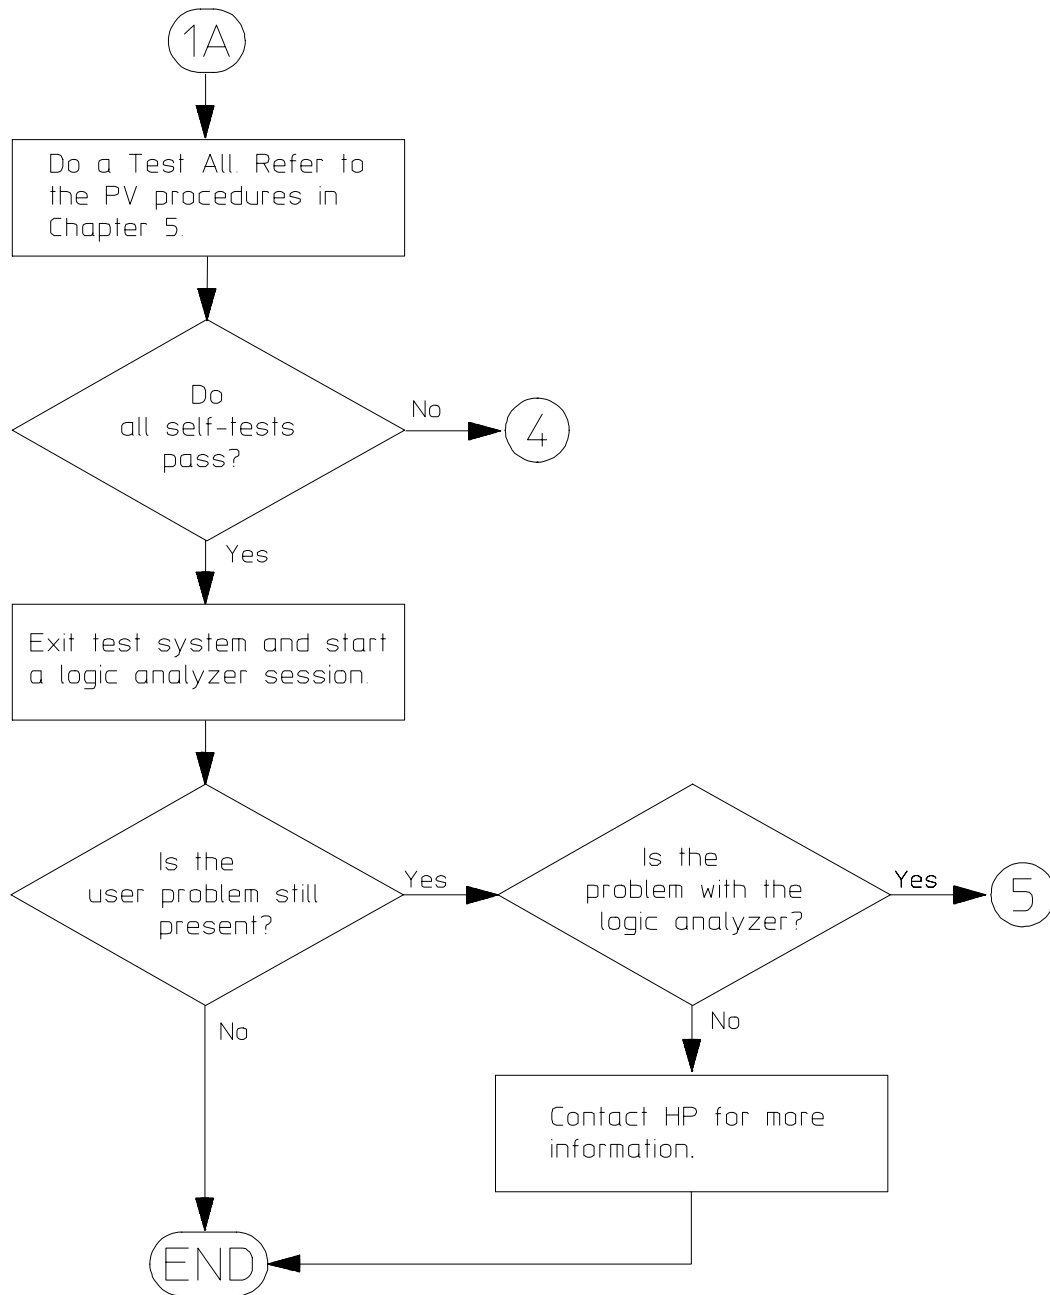 1A
Do a Test All. Refer to
the PV procedures in
Chapter 5.
Do
all self-tests
pass?
No
4
Yes
Exit test system and start
a logic analyzer session.
Is the
user problem still
present?
Yes
Is the
problem with the
logic analyzer?
Yes
5
No
No
Contact HP for more
information.
END